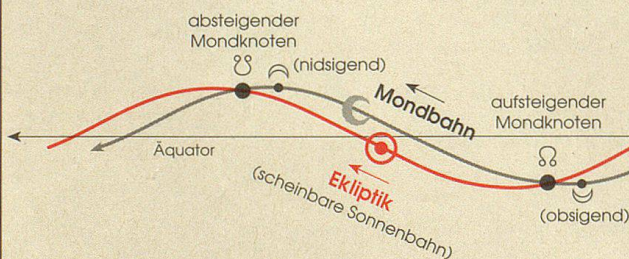 absteigender
Mondknoten
☋
(nidsigend)
Mondbahn
aufsteigender
Mondknoten
☊
Äquator
Ekliptik
(scheinbare Sonnenbahn)
(obsigend)